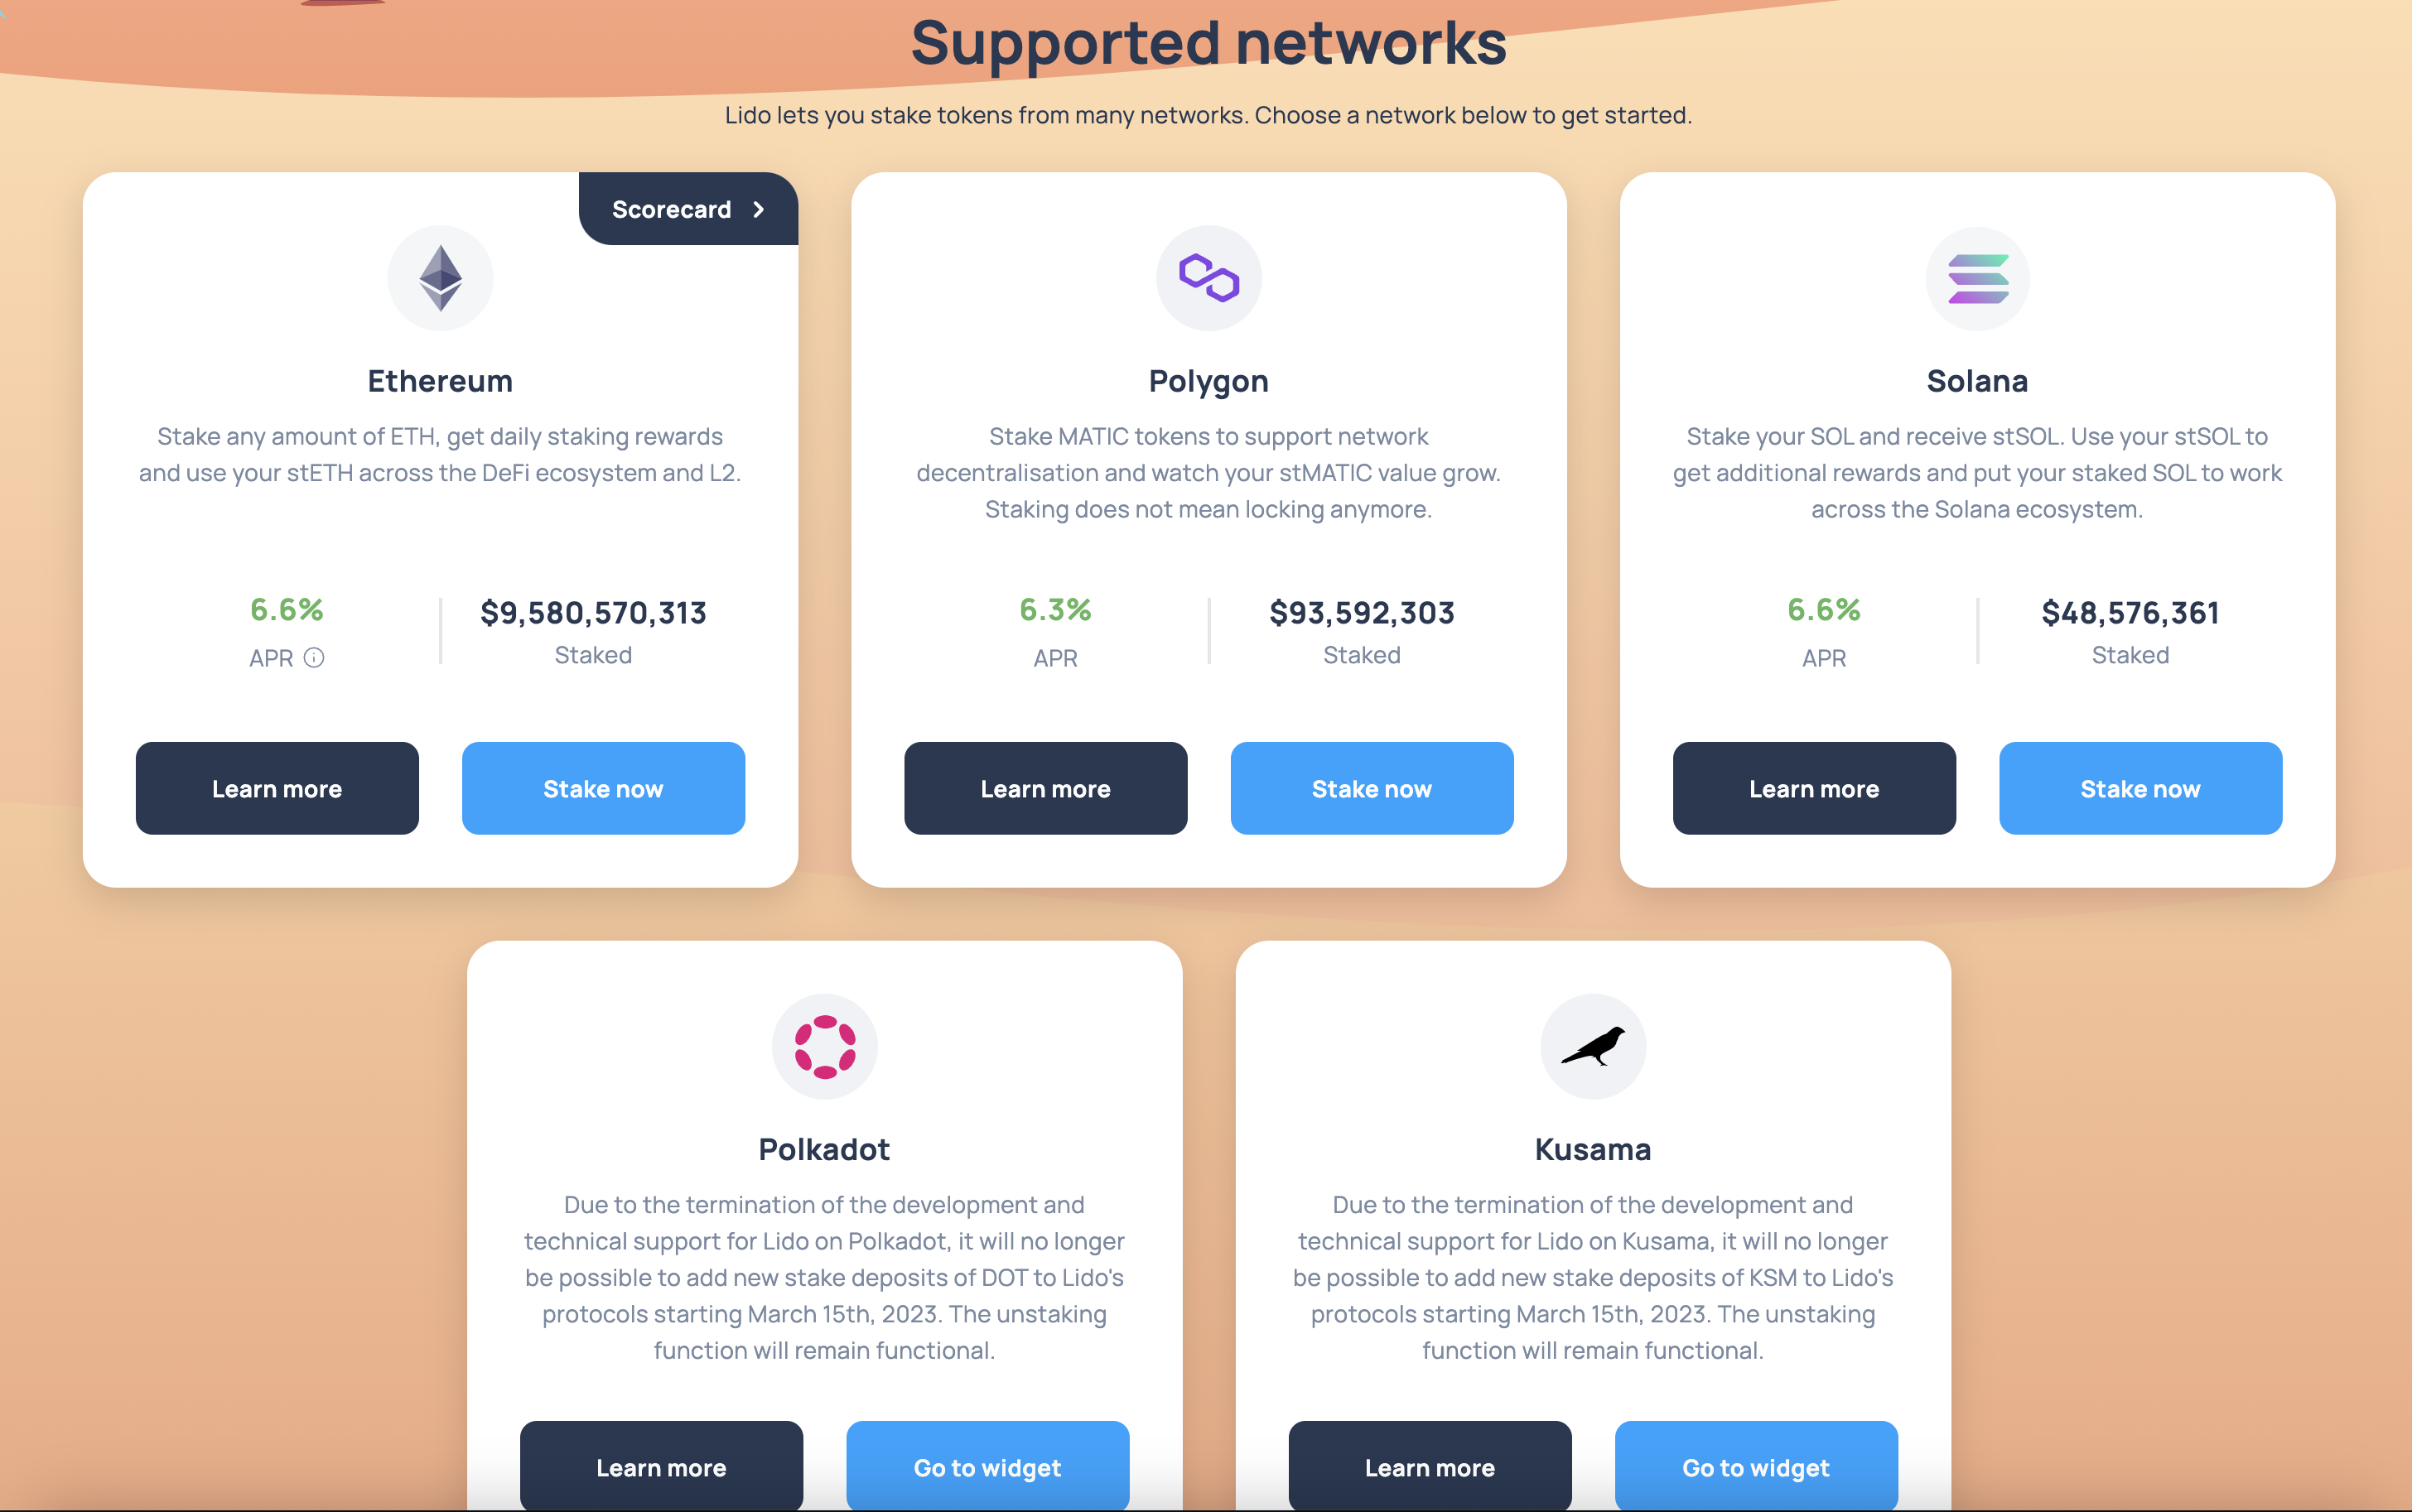 Supported networks
Lido lets you stake tokens from many networks. Choose a network below to get started.
Scorecard
Ethereum
Stake any amount of ETH, get daily staking rewards
and use your stETH across the DeFi ecosystem and L2.
6.6%
APR
$9,580,570,313
Staked
Learn more
Stake now
Polygon
Stake MATIC tokens to support network
decentralisation and watch your stMATIC value grow.
Staking does not mean locking anymore.
6.3%
APR
$93,592,303
Staked
Learn more
Stake now
Solana
Stake your SOL and receive stSOL. Use your stSOL to
get additional rewards and put your staked SOL to work
across the Solana ecosystem.
6.6%
APR
$48,576,361
Staked
Learn more
Stake now
Polkadot
Due to the termination of the development and
technical support for Lido on Polkadot, it will no longer
be possible to add new stake deposits of DOT to Lido's
protocols starting March 15th, 2023. The unstaking
function will remain functional.
Learn more
Go to widget
Kusama
Due to the termination of the development and
technical support for Lido on Kusama, it will no longer
be possible to add new stake deposits of KSM to Lido's
protocols starting March 15th, 2023. The unstaking
function will remain functional.
Learn more
Go to widget